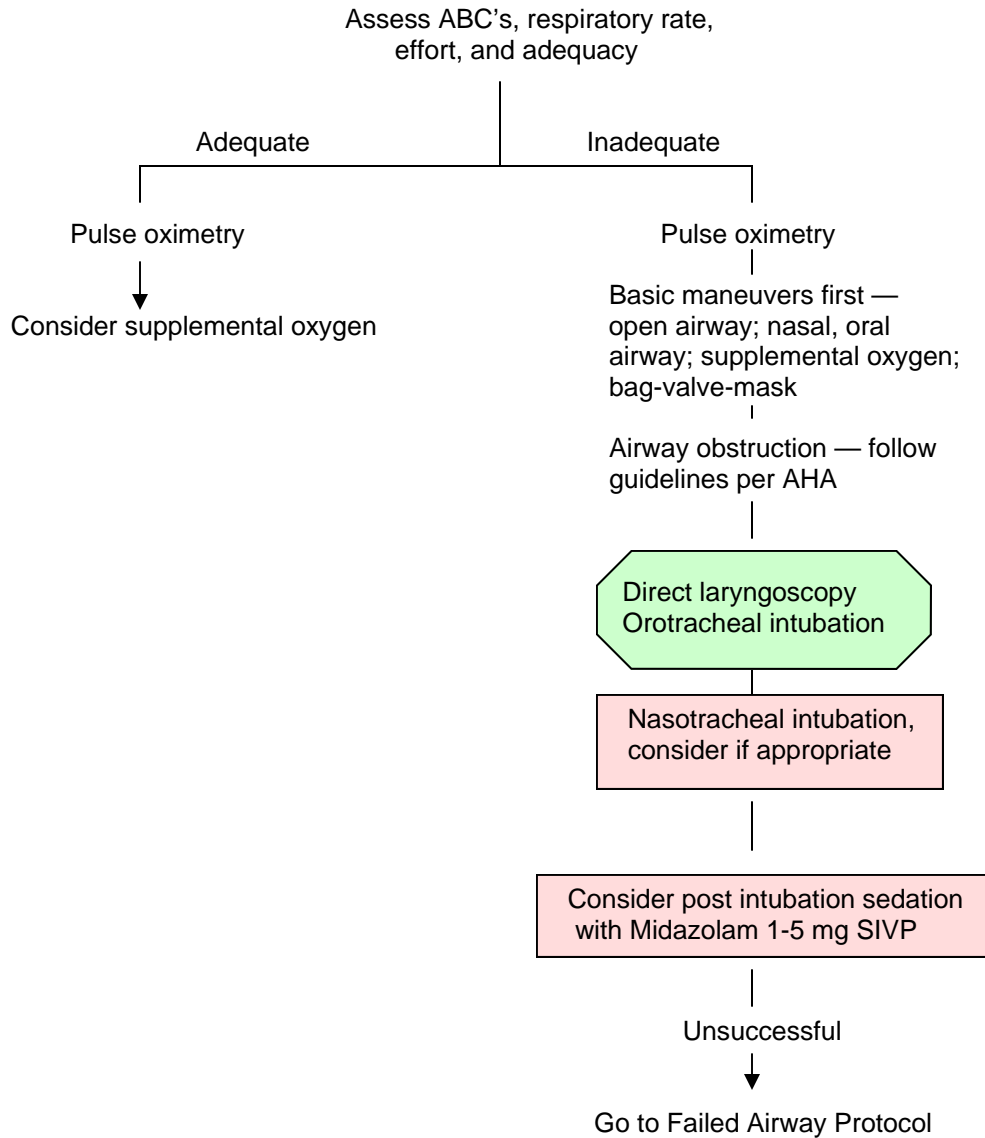 Assess ABC’s, respiratory rate,
effort, and adequacy
Adequate
Inadequate
Pulse oximetry
Consider supplemental oxygen
Pulse oximetry
Basic maneuvers first —
open airway; nasal, oral
airway; supplemental oxygen;
bag-valve-mask
Airway obstruction — follow
guidelines per AHA
Direct laryngoscopy
Orotracheal intubation
Nasotracheal intubation,
consider if appropriate
Consider post intubation sedation
with Midazolam 1-5 mg SIVP
Unsuccessful
Go to Failed Airway Protocol